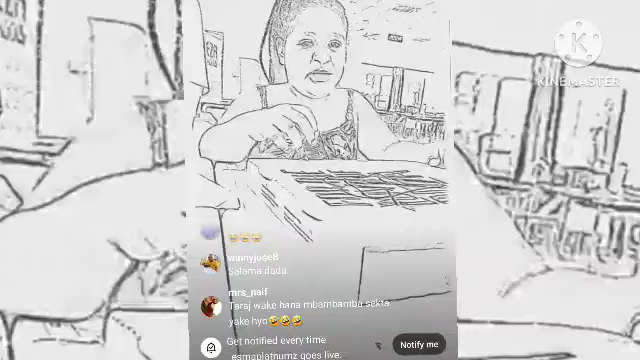 K
KINEMASTER
😂😂😂
winnyjose8
Salama dada
mrs_naif
Taraj wake hana mbambamba sekta
yake hyo🤣🤣🤣
Get notified every time
esmaplatnumz goes live.
Notify me